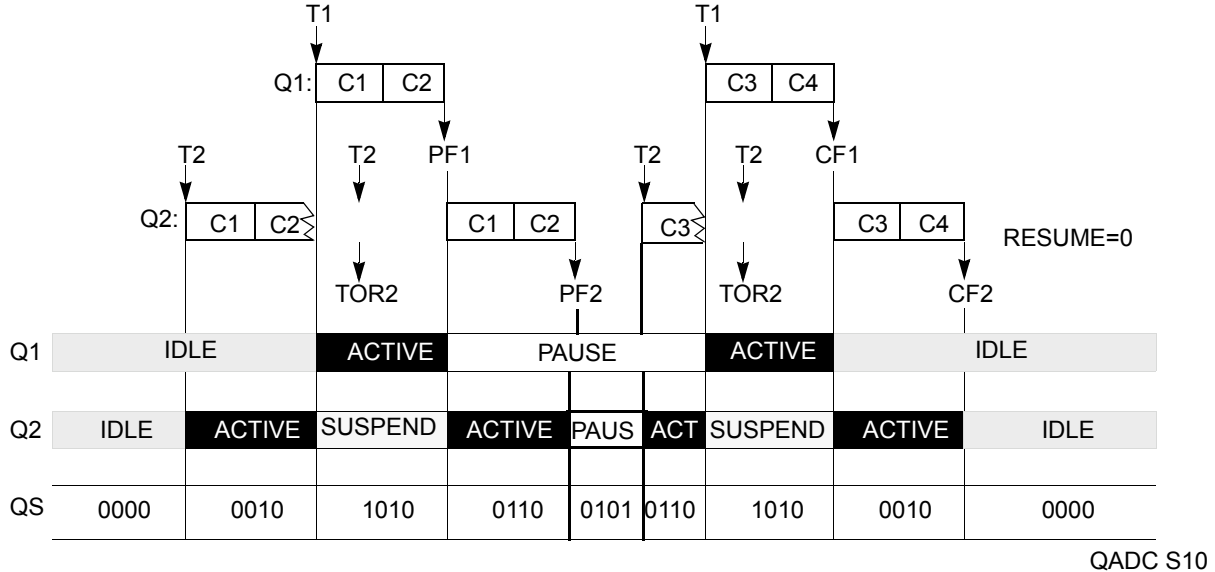 T1 T1
Q1: C1 C2 C3 C4
T2 T2 PF1 T2 T2 CF1
Q2: C1 C2 C1 C2 C3 C3 C4
RESUME=0
TOR2 PF2 TOR2 CF2
Q1 IDLE ACTIVE PAUSE ACTIVE IDLE
Q2 IDLE ACTIVE SUSPEND ACTIVE PAUS ACT SUSPEND ACTIVE IDLE
QS 0000 0010 1010 0110 0101 0110 1010 0010 0000
QADC S10